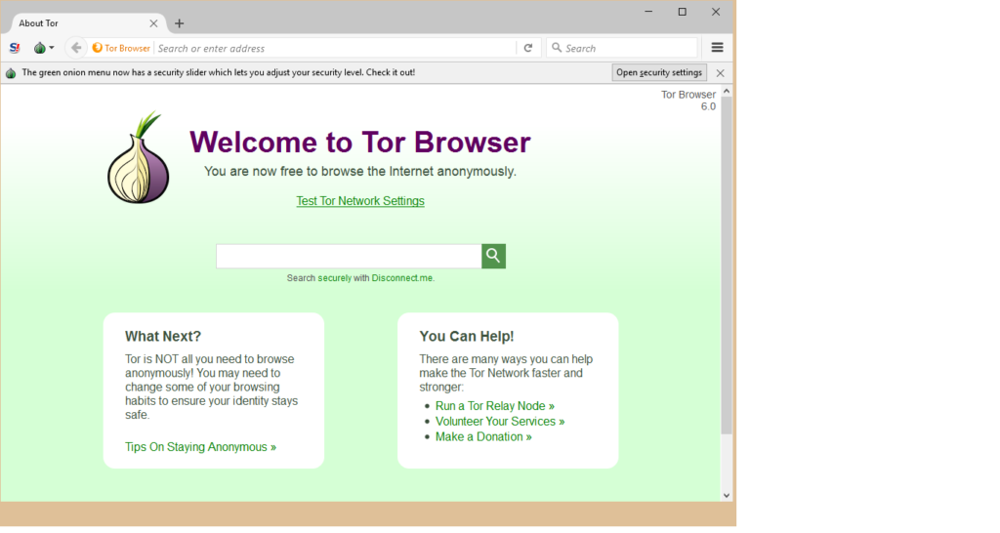 About Tor
S!
Tor Browser
Search or enter address
Search
The green onion menu now has a security slider which lets you adjust your security level. Check it out!
Open security settings
Tor Browser
6.0
Welcome to Tor Browser
You are now free to browse the Internet anonymously.
Test Tor Network Settings
Search securely with Disconnect.me.
What Next?
Tor is NOT all you need to browse
anonymously! You may need to
change some of your browsing
habits to ensure your identity stays
safe.
Tips On Staying Anonymous »
You Can Help!
There are many ways you can help
make the Tor Network faster and
stronger:
• Run a Tor Relay Node »
• Volunteer Your Services »
• Make a Donation »